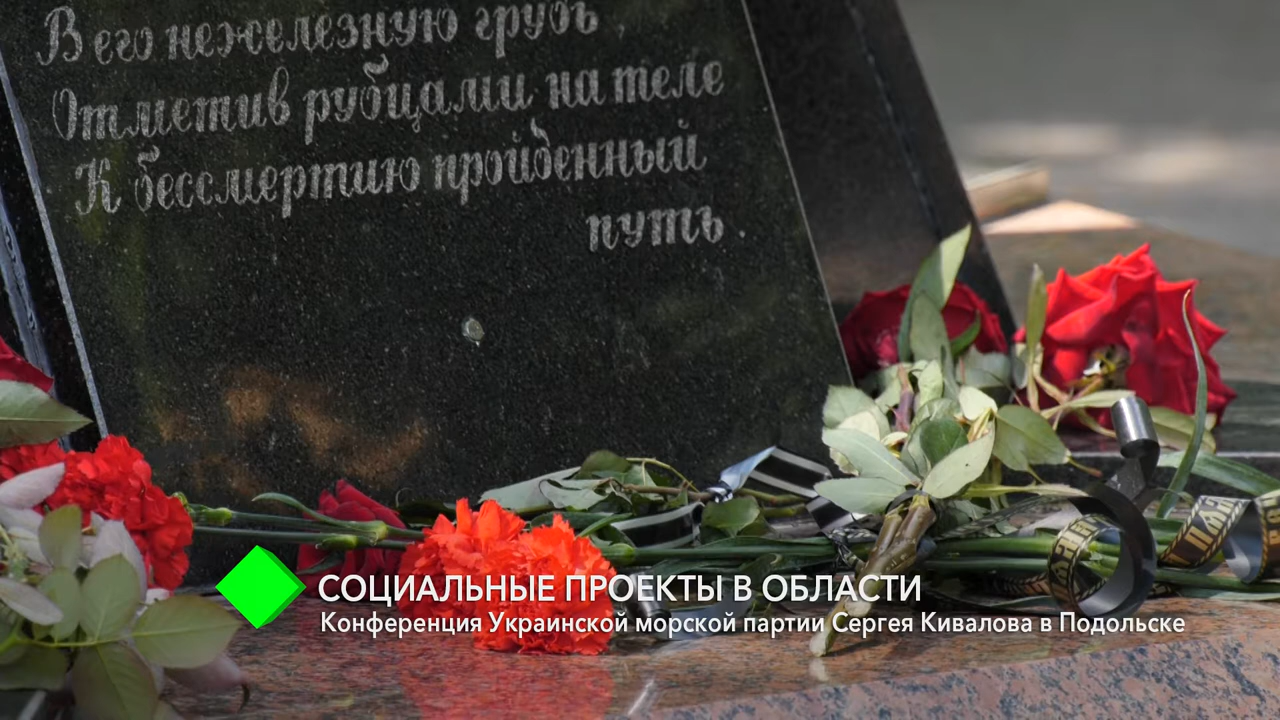 В его нежелезную грудь,
Отметив рубцами на теле
К бессмертию пройденный
путь.
СОЦИАЛЬНЫЕ ПРОЕКТЫ В ОБЛАСТИ
Конференция Украинской морской партии Сергея Кивалова в Подольске